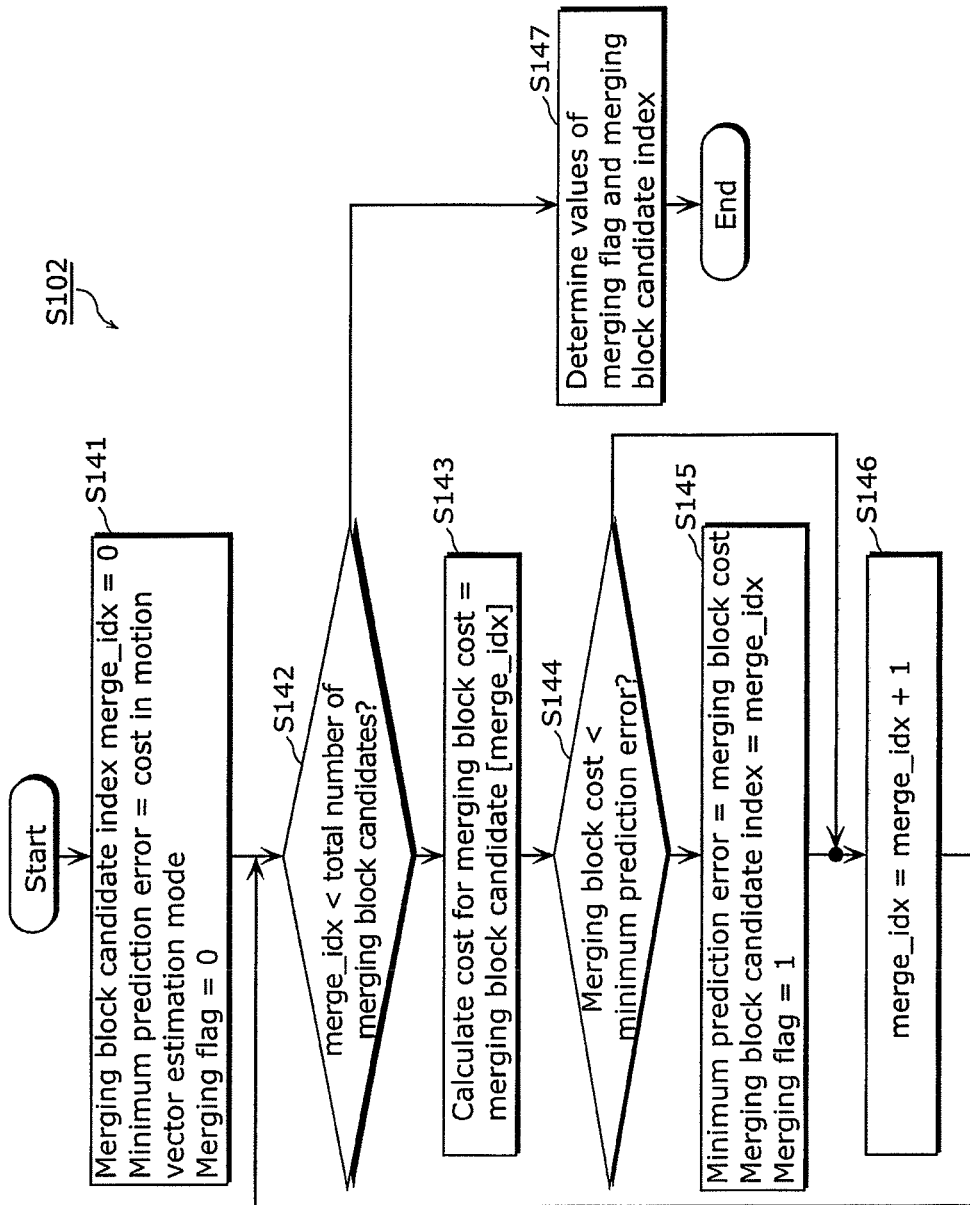 S102
Start
S141
Merging block candidate index merge_idx = 0
Minimum prediction error = cost in motion
vector estimation mode
Merging flag = 0
S142
merge_idx < total number of
merging block candidates?
S143
Calculate cost for merging block cost =
merging block candidate [merge_idx]
S144
Merging block cost <
minimum prediction error?
S145
Minimum prediction error = merging block cost
Merging block candidate index = merge_idx
Merging flag = 1
S146
merge_idx = merge_idx + 1
S147
Determine values of
merging flag and merging
block candidate index
End